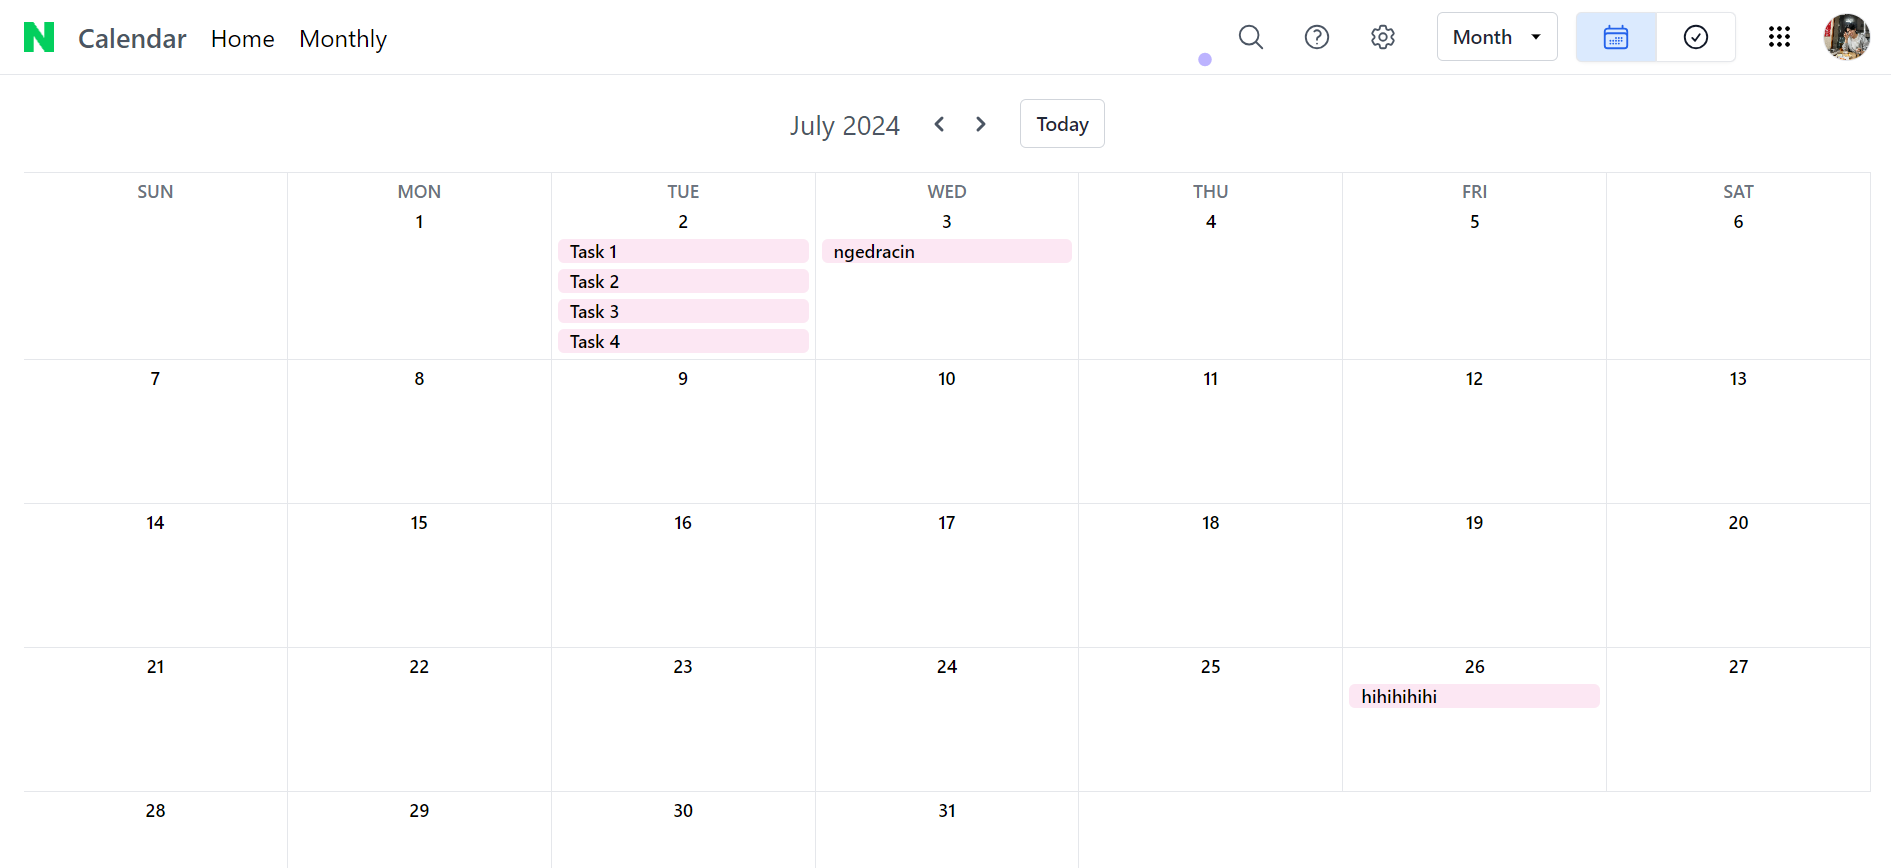 N Calendar Home Monthly Month
July 2024 Today
SUN MON TUE WED THU FRI SAT
1 2 3 4 5 6
Task 1 ngedracin
Task 2
Task 3
Task 4
7 8 9 10 11 12 13
14 15 16 17 18 19 20
21 22 23 24 25 26 27
hihihihihi
28 29 30 31